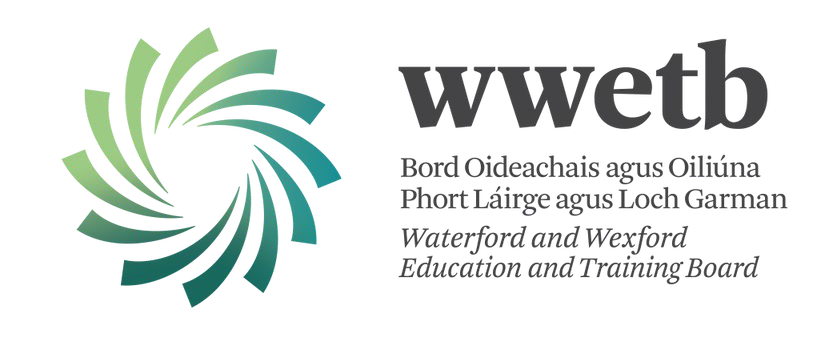 wwetb
Bord Oideachais agus Oiliúna
Phort Láirge agus Loch Garman
Waterford and Wexford
Education and Training Board